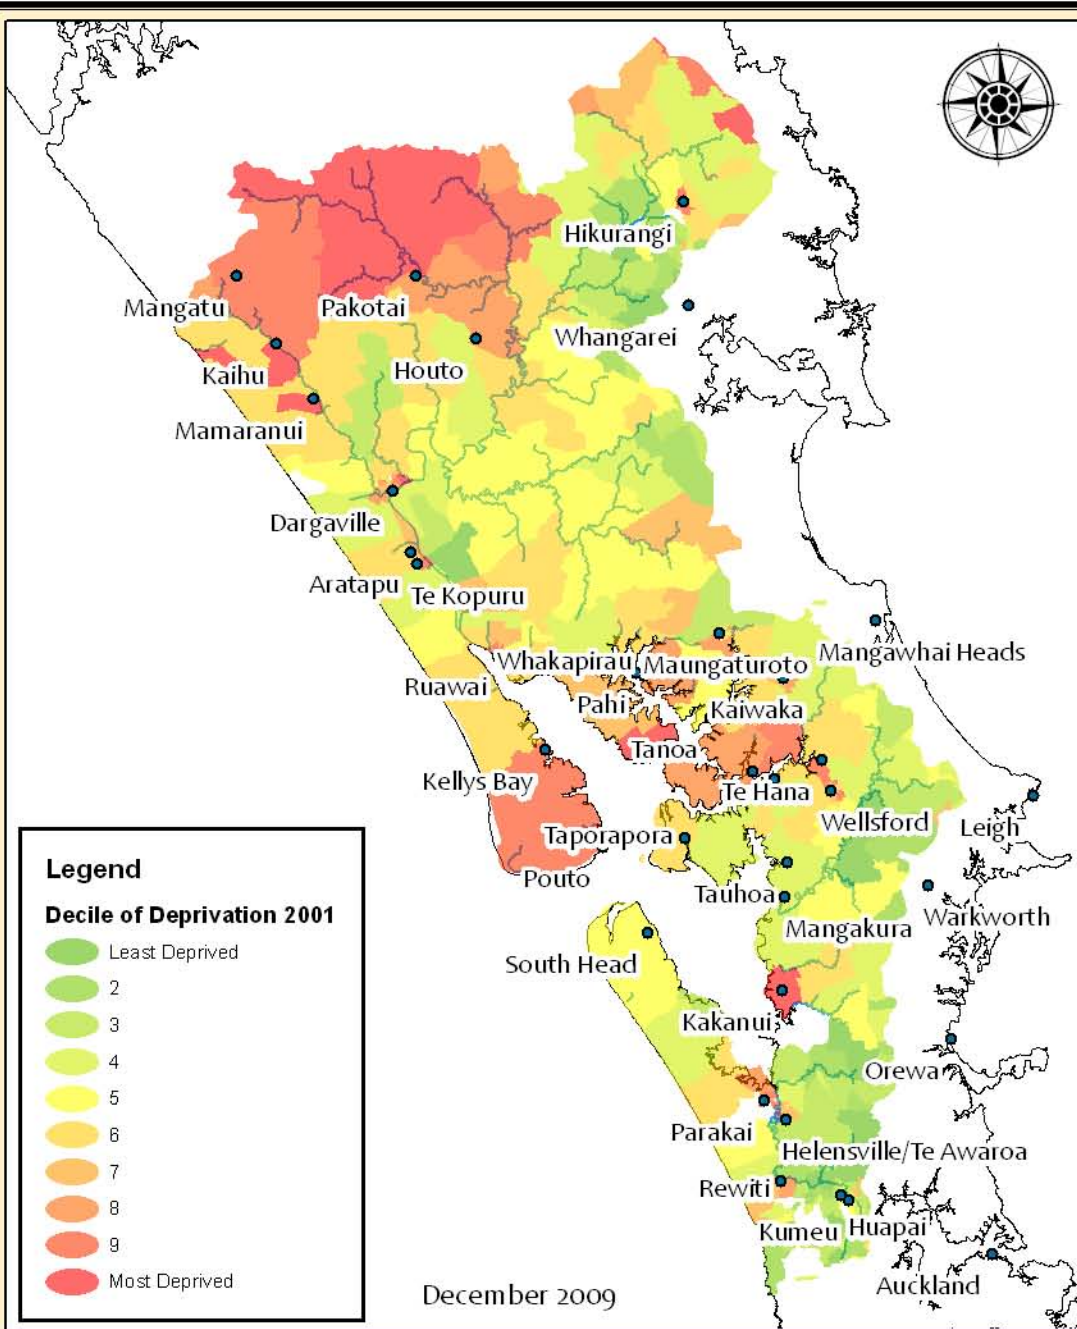 Hikurangi
Mangatu
Pakotai
Whangarei
Kaihu
Houto
Mamaranui
Dargaville
Aratapu
Te Kopuru
Mangawhai Heads
Whakapirau
Maungaturoto
Ruawai
Pahi
Kaiwaka
Tanoa
Kellys Bay
Te Hana
Wellsford
Leigh
Taporapora
Pouto
Tauhoa
Warkworth
Mangakura
South Head
Kakanui
Orewa
Parakai
Helensville/Te Awaroa
Rewiti
Kumeu
Huapai
Auckland
December 2009
Legend
Decile of Deprivation 2001
Least Deprived
2
3
4
5
6
7
8
9
Most Deprived